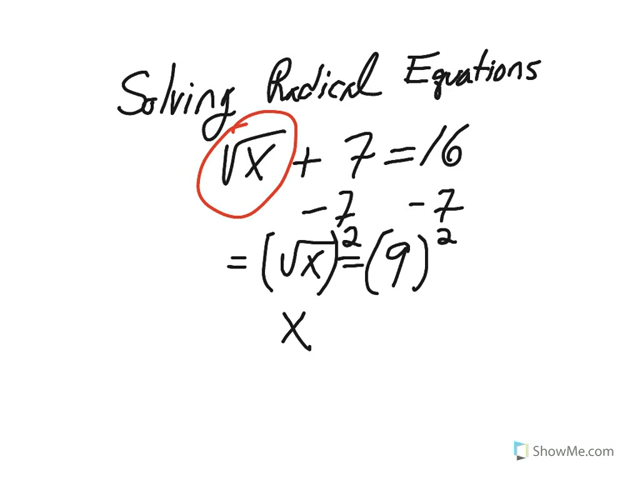 Solving Radical Equations
√x + 7 = 16
- 7 - 7
= (√x)² = (9)²
x
ShowMe.com